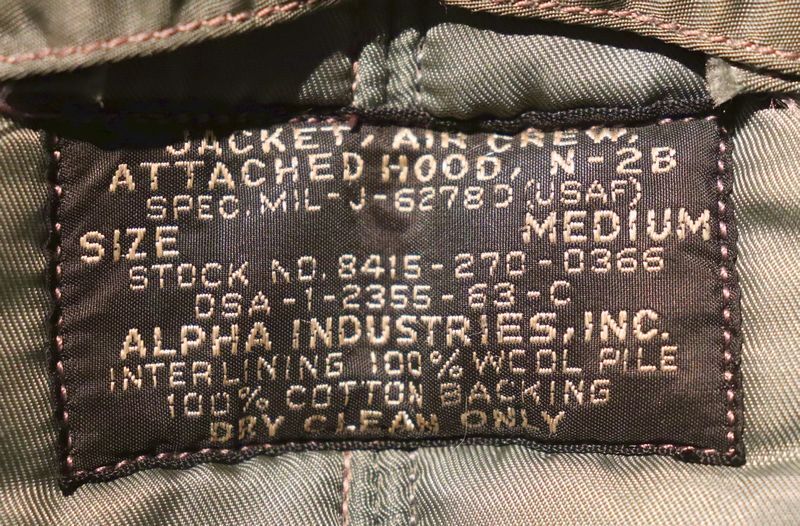 JACKET, AIR CREW,
ATTACHED HOOD, N-2B
SPEC. MIL-J-6278D (USAF)
SIZE MEDIUM
STOCK NO. 8415-270-0366
DSA-1-2355-63-C
ALPHA INDUSTRIES, INC.
INTERLINING 100% WOOL PILE
100% COTTON BACKING
DRY CLEAN ONLY